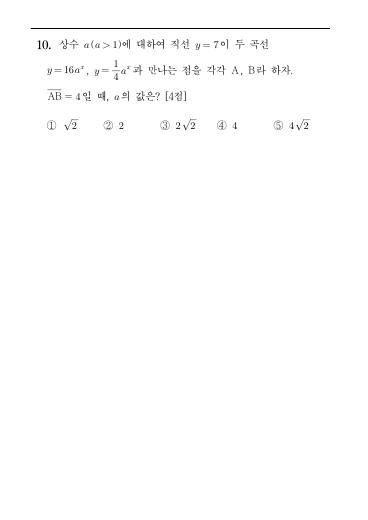 10. 상수 a(a>1)에 대하여 직선 y=7이 두 곡선
y=16aˣ, y=1/4aˣ과 만나는 점을 각각 A, B라 하자.
A̅B̅=4일 때, a의 값은? [4점]
① √2 ② 2 ③ 2√2 ④ 4 ⑤ 4√2